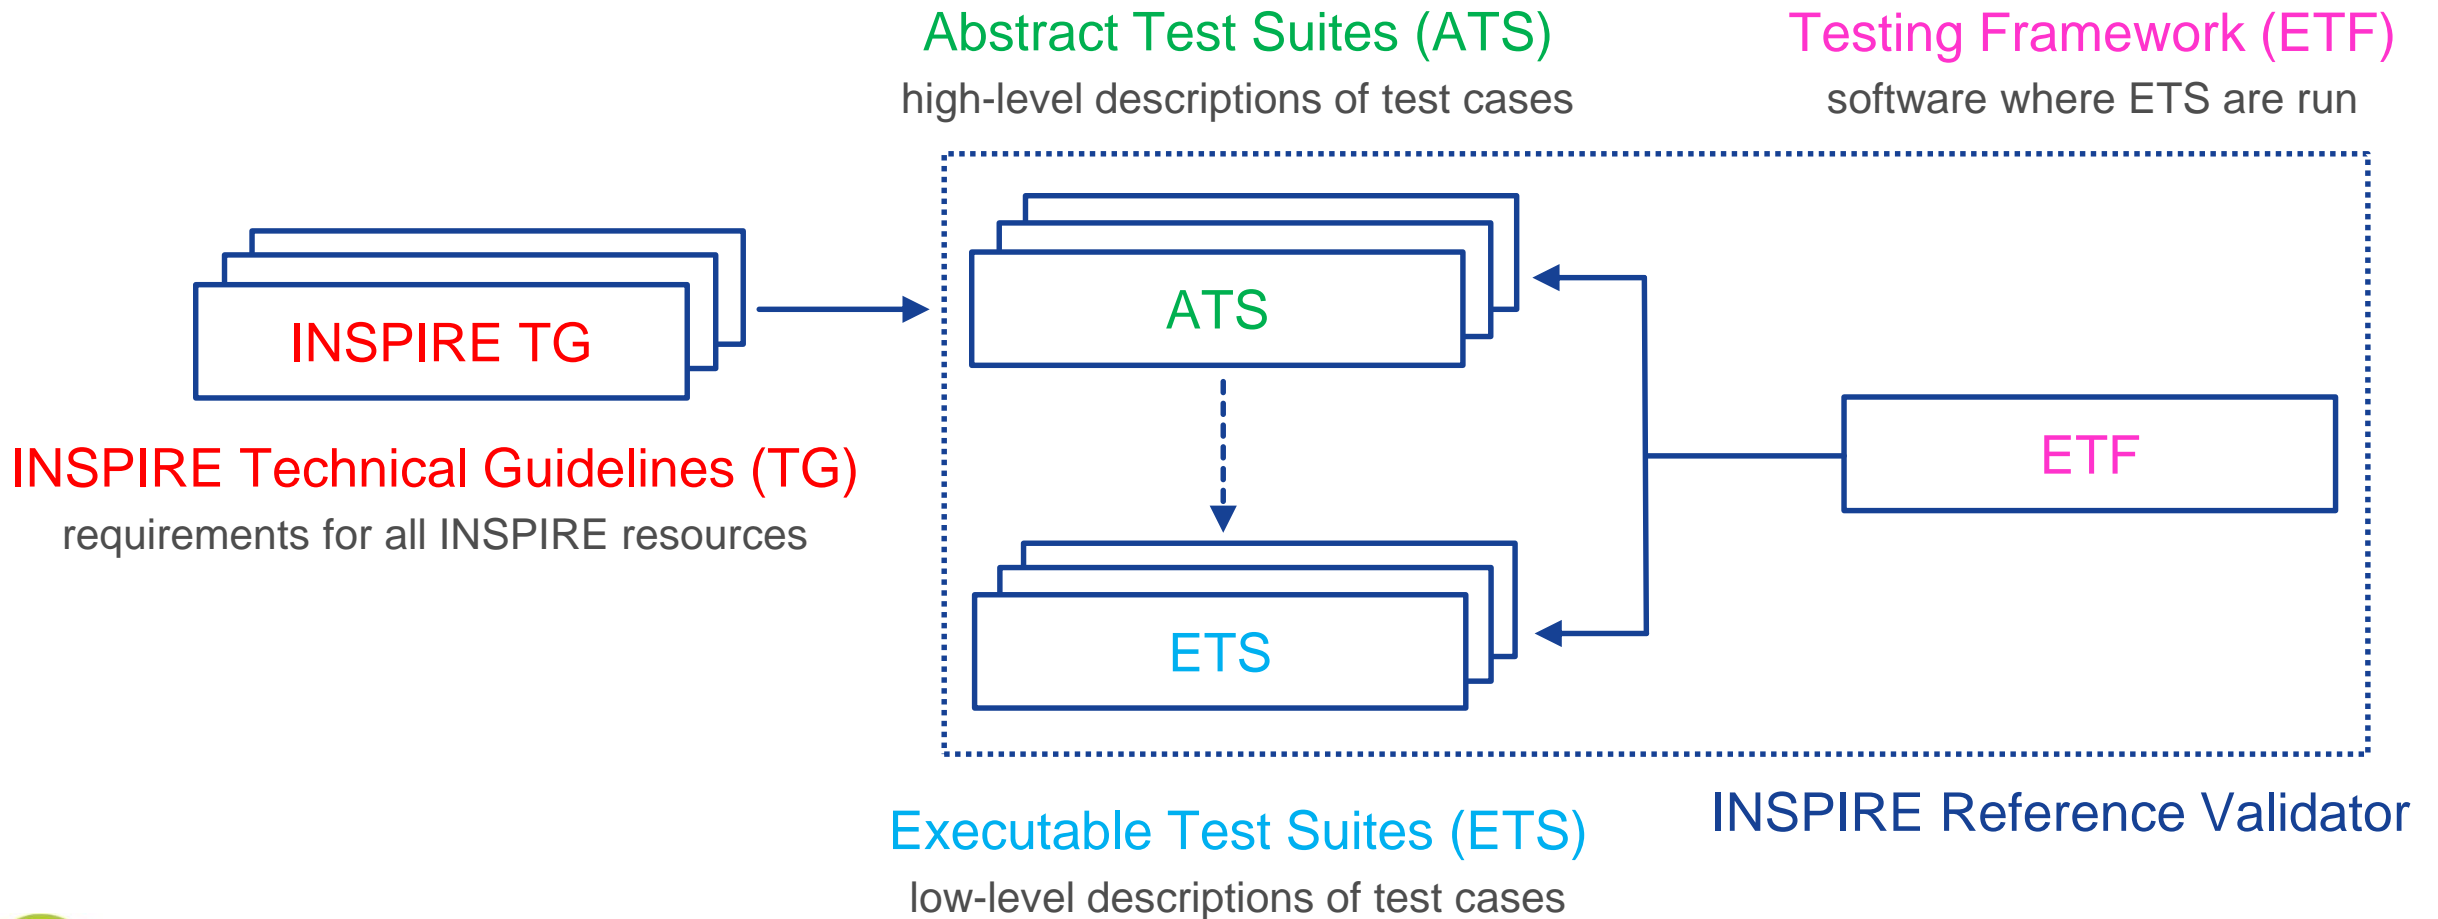 Abstract Test Suites (ATS)
high-level descriptions of test cases
Testing Framework (ETF)
software where ETS are run
INSPIRE TG
INSPIRE Technical Guidelines (TG)
requirements for all INSPIRE resources
ATS
ETS
ETF
Executable Test Suites (ETS)
low-level descriptions of test cases
INSPIRE Reference Validator